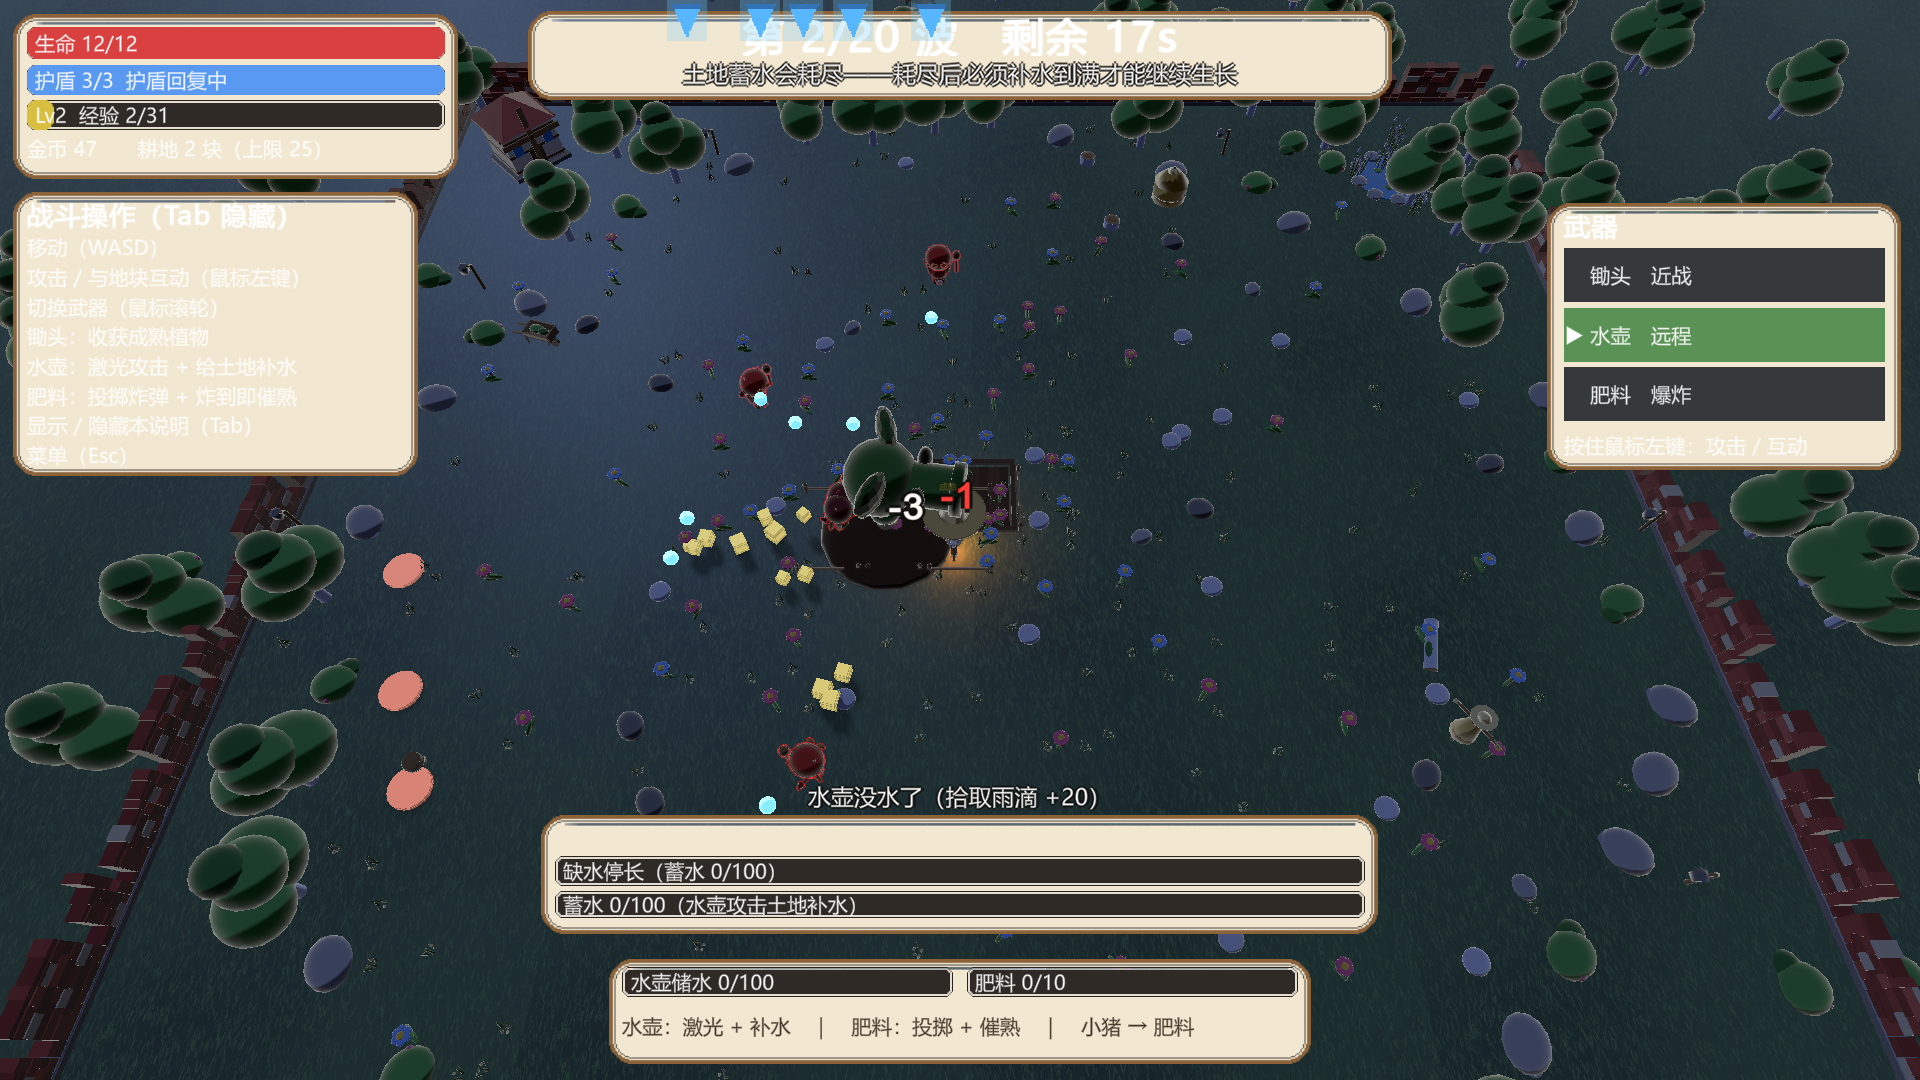 生命 12/12
护盾 3/3 护盾回复中
Lv2 经验 2/31
金币 47 耕地 2 块（上限 25）
第 2/20 波 剩余 17s
土地蓄水会耗尽——耗尽后必须补水到满才能继续生长
战斗操作（Tab 隐藏）
移动（WASD）
攻击 / 与地块互动（鼠标左键）
切换武器（鼠标滚轮）
锄头：收获成熟植物
水壶：激光攻击 + 给土地补水
肥料：投掷炸弹 + 炸到即催熟
显示 / 隐藏本说明（Tab）
菜单（Esc）
武器
锄头 近战
水壶 远程
肥料 爆炸
按住鼠标左键：攻击 / 互动
-3
-1
水壶没水了（拾取雨滴 +20）
缺水停长（蓄水 0/100）
蓄水 0/100（水壶攻击土地补水）
水壶储水 0/100
肥料 0/10
水壶：激光 + 补水 | 肥料：投掷 + 催熟 | 小猪 → 肥料